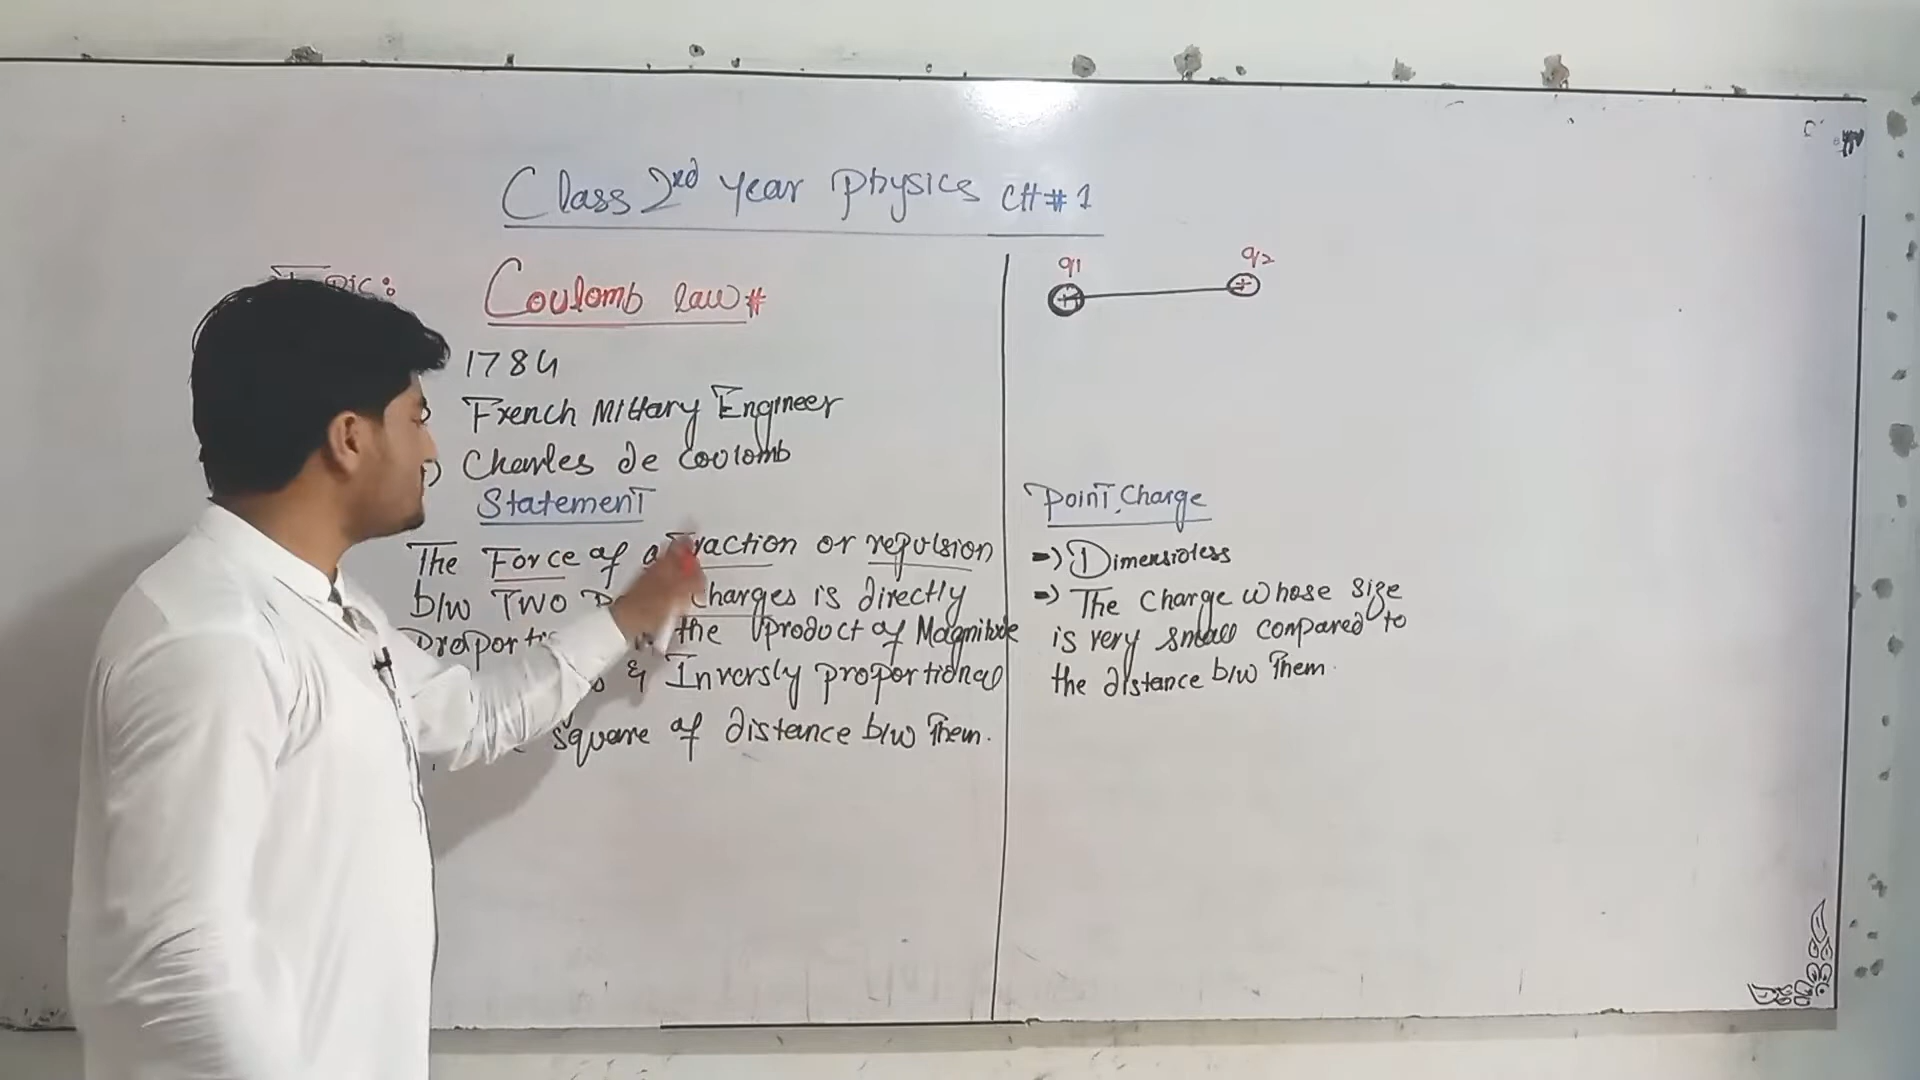 Class 2nd year physics CH # 1
Coulomb law #
1784
French Military Engineer
Charles de Coulomb
Statement
The Force of attraction or repulsion
b/w Two charges is directly
the product of Magnitude
& Inversly proportional
square of distance b/w Them.
q1 q2
+ +
Point Charge
=) Dimensioless
=) The Charge whose size
is very small compared to
the distance b/w Them.